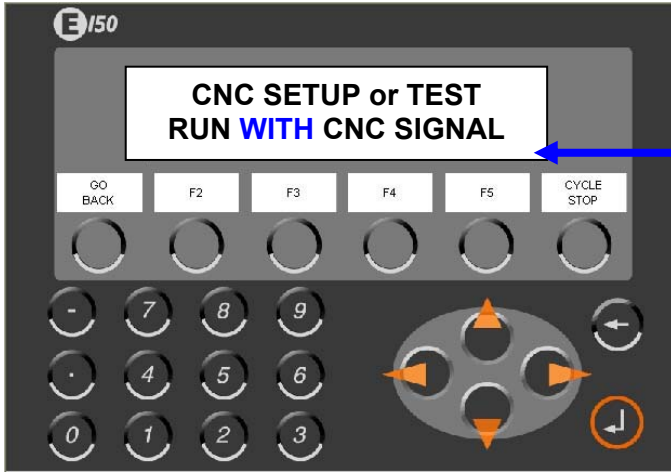 E/50
CNC SETUP or TEST
RUN WITH CNC SIGNAL
GO BACK F2 F3 F4 F5 CYCLE STOP
- 7 8 9
. 4 5 6
0 1 2 3